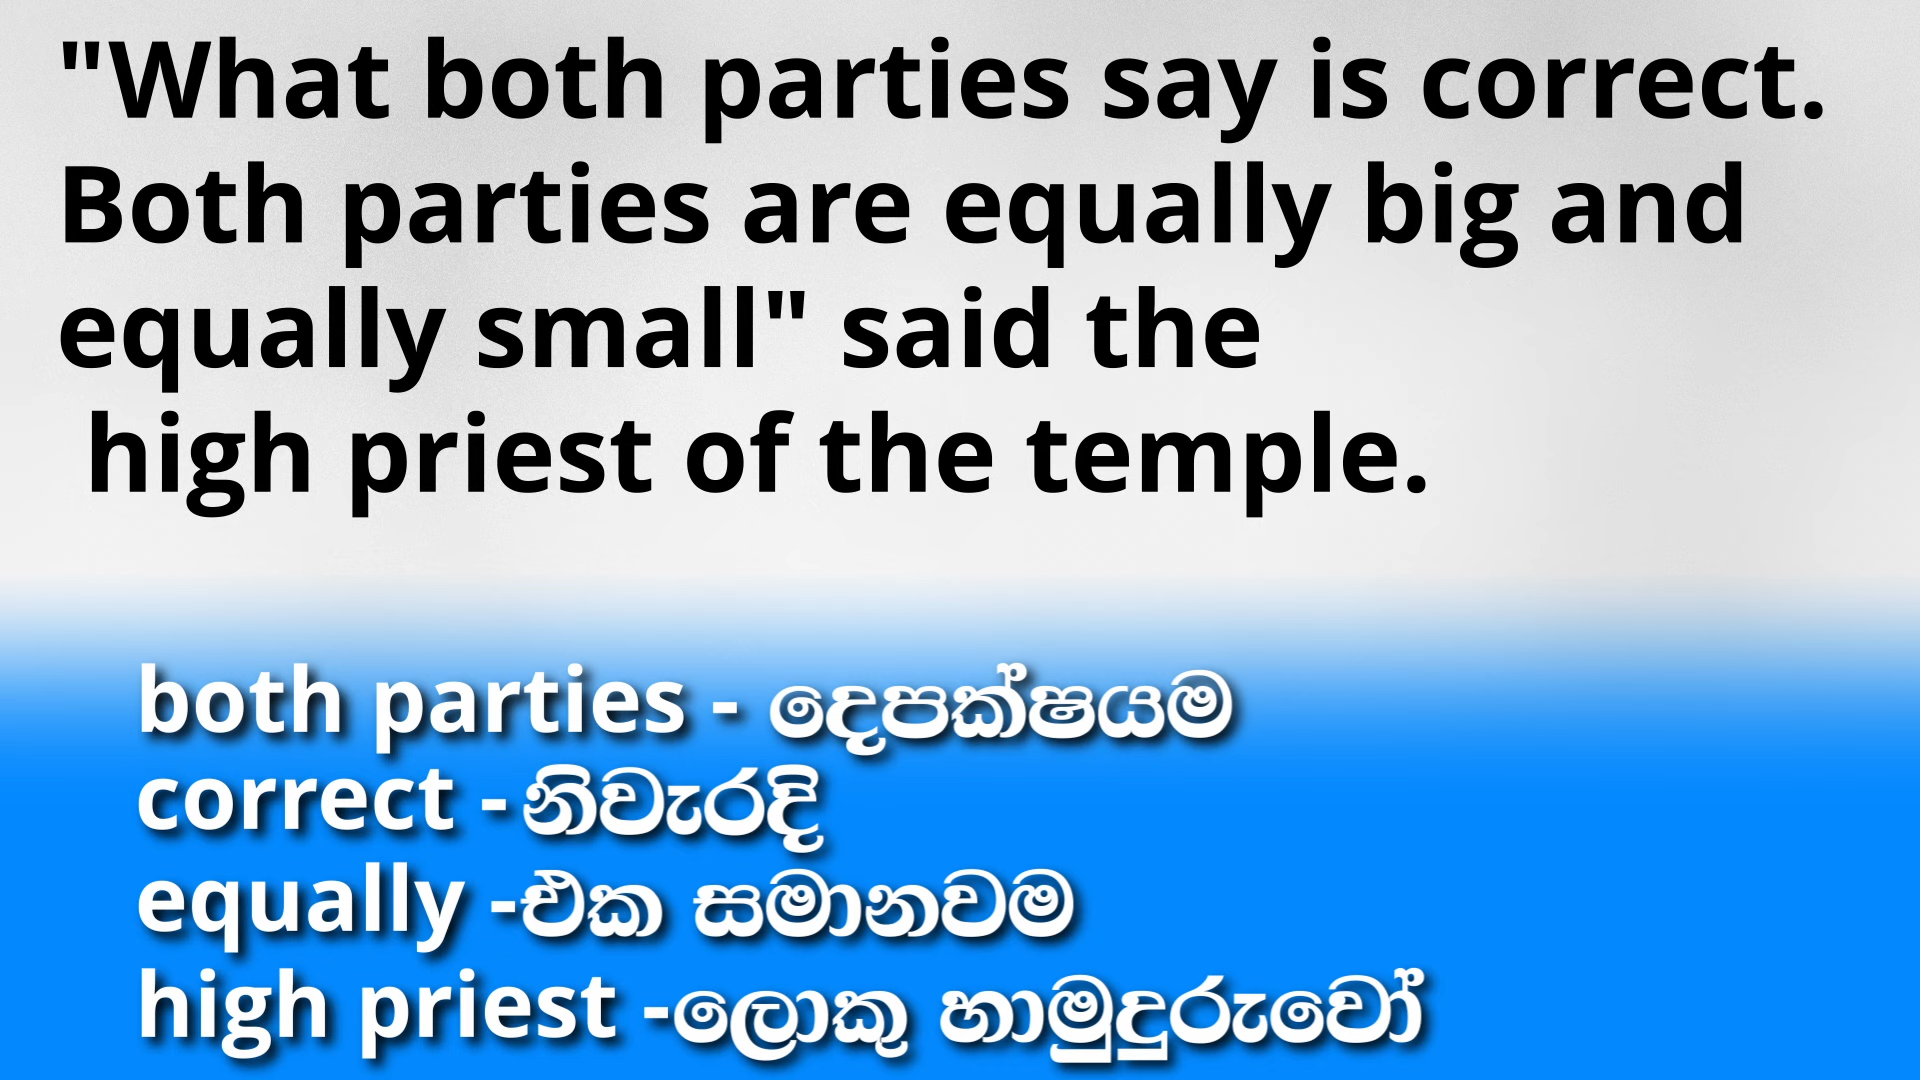 "What both parties say is correct.
Both parties are equally big and
equally small" said the
high priest of the temple.
both parties - දෙපක්ෂයම
correct -නිවැරදි
equally -එක සමානවම
high priest -ලොකු හාමුදුරුවෝ